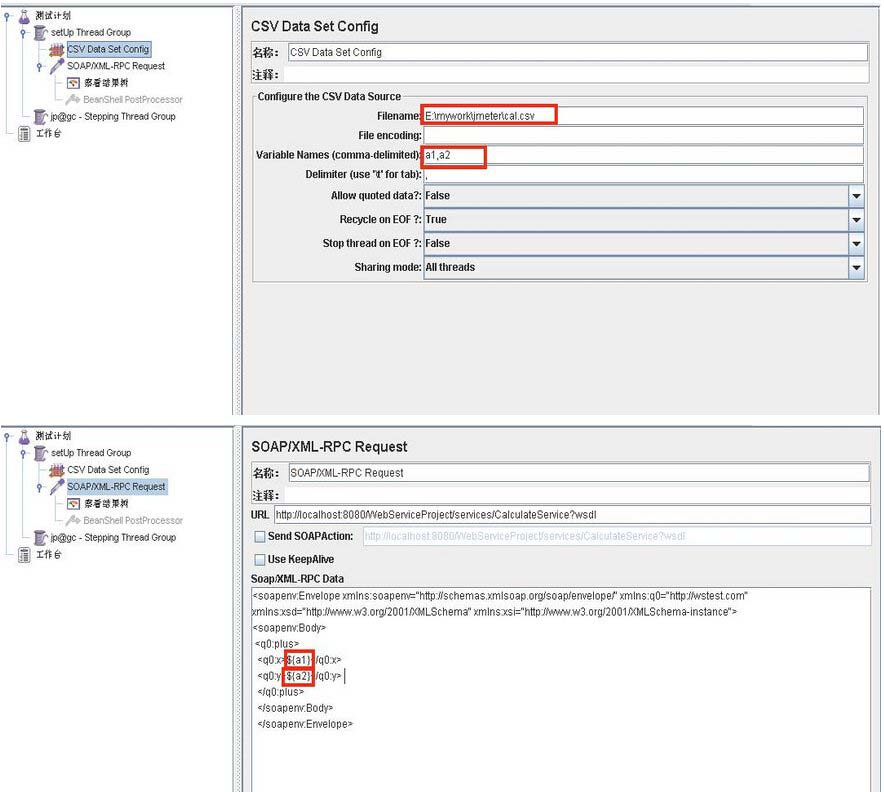 测试计划
setUp Thread Group
CSV Data Set Config
SOAP/XML-RPC Request
察看结果树
BeanShell PostProcessor
jp@gc - Stepping Thread Group
工作台
CSV Data Set Config
名称: CSV Data Set Config
注释:
Configure the CSV Data Source
Filename: E:\mywork\jmeter\cal.csv
File encoding:
Variable Names (comma-delimited): a1,a2
Delimiter (use '\t' for tab): ,
Allow quoted data?: False
Recycle on EOF ?: True
Stop thread on EOF ?: False
Sharing mode: All threads
测试计划
setUp Thread Group
CSV Data Set Config
SOAP/XML-RPC Request
察看结果树
BeanShell PostProcessor
jp@gc - Stepping Thread Group
工作台
SOAP/XML-RPC Request
名称: SOAP/XML-RPC Request
注释:
URL http://localhost:8080/WebServiceProject/services/CalculateService?wsdl
Send SOAPAction: http://localhost:8080/WebServiceProject/services/CalculateService?wsdl
Use KeepAlive
Soap/XML-RPC Data
<soapenv:Envelope xmlns:soapenv="http://schemas.xmlsoap.org/soap/envelope/" xmlns:q0="http://wstest.com"
xmlns:xsd="http://www.w3.org/2001/XMLSchema" xmlns:xsi="http://www.w3.org/2001/XMLSchema-instance">
<soapenv:Body>
<q0:plus>
<q0:x>${a1}</q0:x>
<q0:y>${a2}</q0:y>
</q0:plus>
</soapenv:Body>
</soapenv:Envelope>